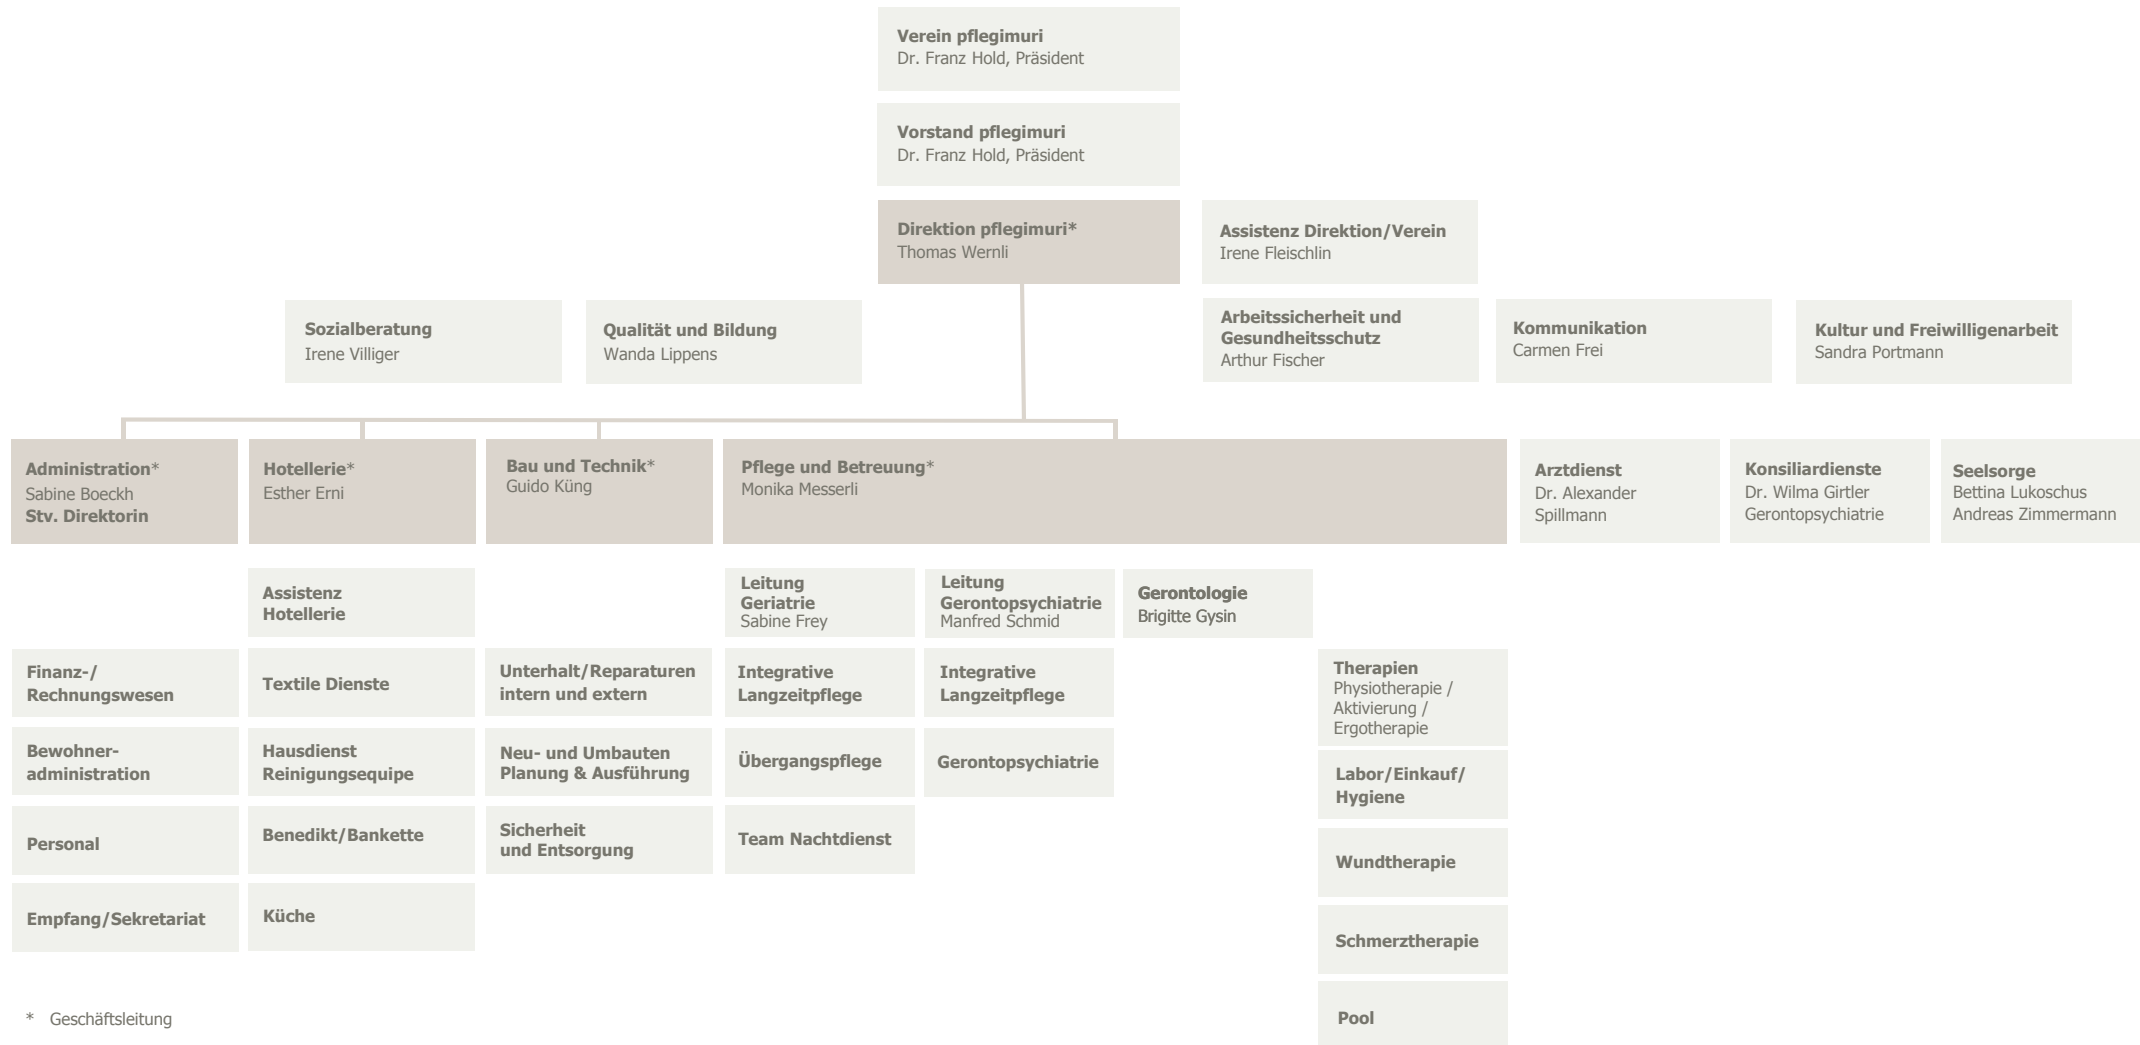 Verein pflegimuri
Dr. Franz Hold, Präsident
Vorstand pflegimuri
Dr. Franz Hold, Präsident
Direktion pflegimuri*
Thomas Wernli
Assistenz Direktion/Verein
Irene Fleischlin
Sozialberatung
Irene Villiger
Qualität und Bildung
Wanda Lippens
Arbeitssicherheit und
Gesundheitsschutz
Arthur Fischer
Kommunikation
Carmen Frei
Kultur und Freiwilligenarbeit
Sandra Portmann
Administration*
Sabine Boeckh
Stv. Direktorin
Hotellerie*
Esther Erni
Bau und Technik*
Guido Küng
Pflege und Betreuung*
Monika Messerli
Arztdienst
Dr. Alexander
Spillmann
Konsiliardienste
Dr. Wilma Girtler
Gerontopsychiatrie
Seelsorge
Bettina Lukoschus
Andreas Zimmermann
Assistenz
Hotellerie
Leitung
Geriatrie
Sabine Frey
Leitung
Gerontopsychiatrie
Manfred Schmid
Gerontologie
Brigitte Gysin
Finanz-/
Rechnungswesen
Textile Dienste
Unterhalt/Reparaturen
intern und extern
Integrative
Langzeitpflege
Integrative
Langzeitpflege
Therapien
Physiotherapie /
Aktivierung /
Ergotherapie
Bewohner-
administration
Hausdienst
Reinigungsequipe
Neu- und Umbauten
Planung & Ausführung
Übergangspflege
Gerontopsychiatrie
Labor/Einkauf/
Hygiene
Personal
Benedikt/Bankette
Sicherheit
und Entsorgung
Team Nachtdienst
Wundtherapie
Empfang/Sekretariat
Küche
Schmerztherapie
Pool
* Geschäftsleitung